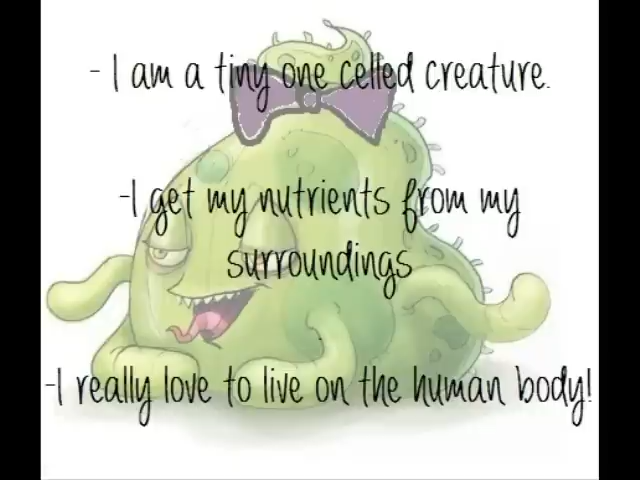 - I am a tiny one celled creature.
-I get my nutrients from my
surroundings
-I really love to live on the human body!